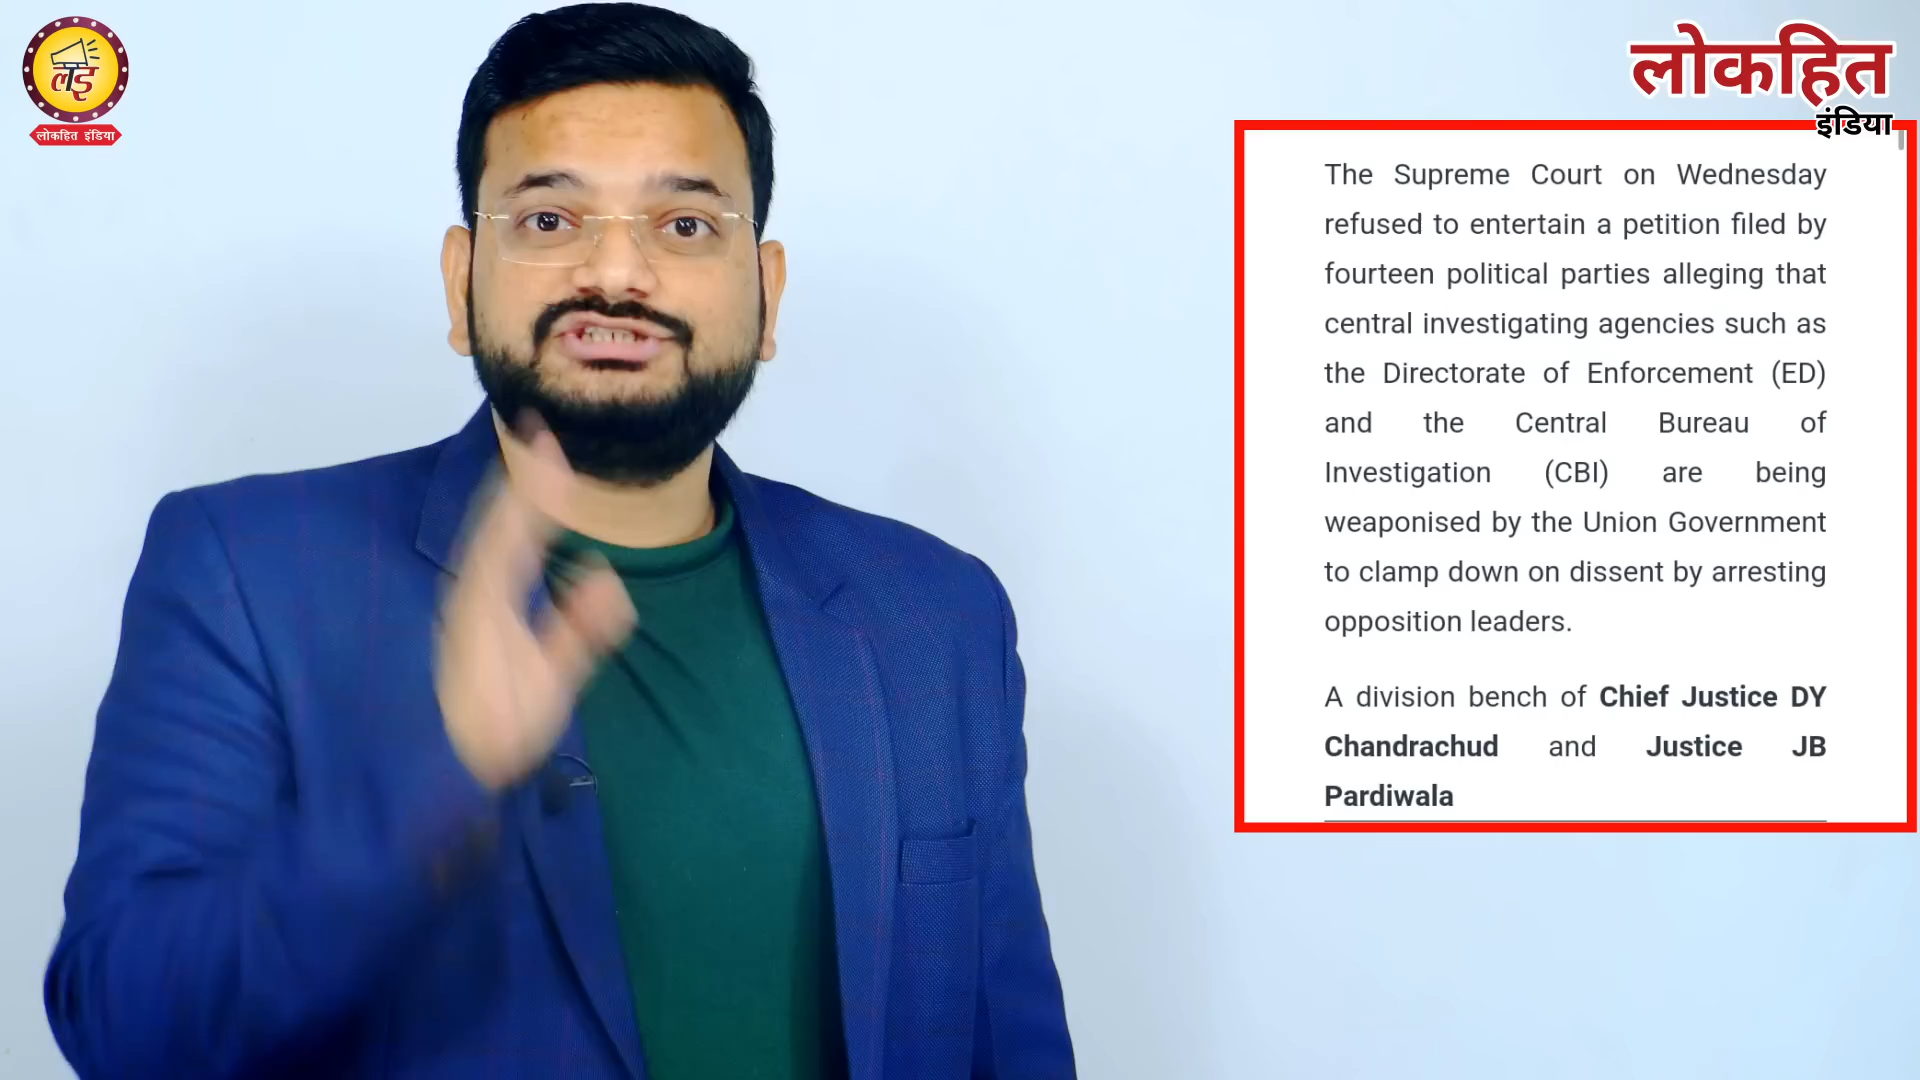 लइ
लोकहित इंडिया
लोकहित
इंडिया
The Supreme Court on Wednesday
refused to entertain a petition filed by
fourteen political parties alleging that
central investigating agencies such as
the Directorate of Enforcement (ED)
and the Central Bureau of
Investigation (CBI) are being
weaponised by the Union Government
to clamp down on dissent by arresting
opposition leaders.
A division bench of Chief Justice DY
Chandrachud and Justice JB
Pardiwala